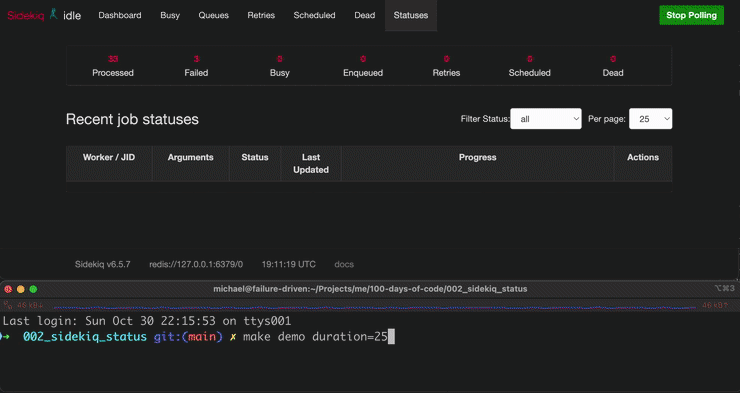 Sidekiq idle Dashboard Busy Queues Retries Scheduled Dead Statuses Stop Polling
33 3 0 0 0 0 0
Processed Failed Busy Enqueued Retries Scheduled Dead
Recent job statuses Filter Status: all Per page: 25
Worker / JID Arguments Status Last Updated Progress Actions
Sidekiq v6.5.7 redis://127.0.0.1:6379/0 19:11:19 UTC docs
michael@failure-driven:~/Projects/me/100-days-of-code/002_sidekiq_status ⌥⌘3
46 kB↓ 46 kB↑
Last login: Sun Oct 30 22:15:53 on ttys001
➜ 002_sidekiq_status git:(main) ✗ make demo duration=25